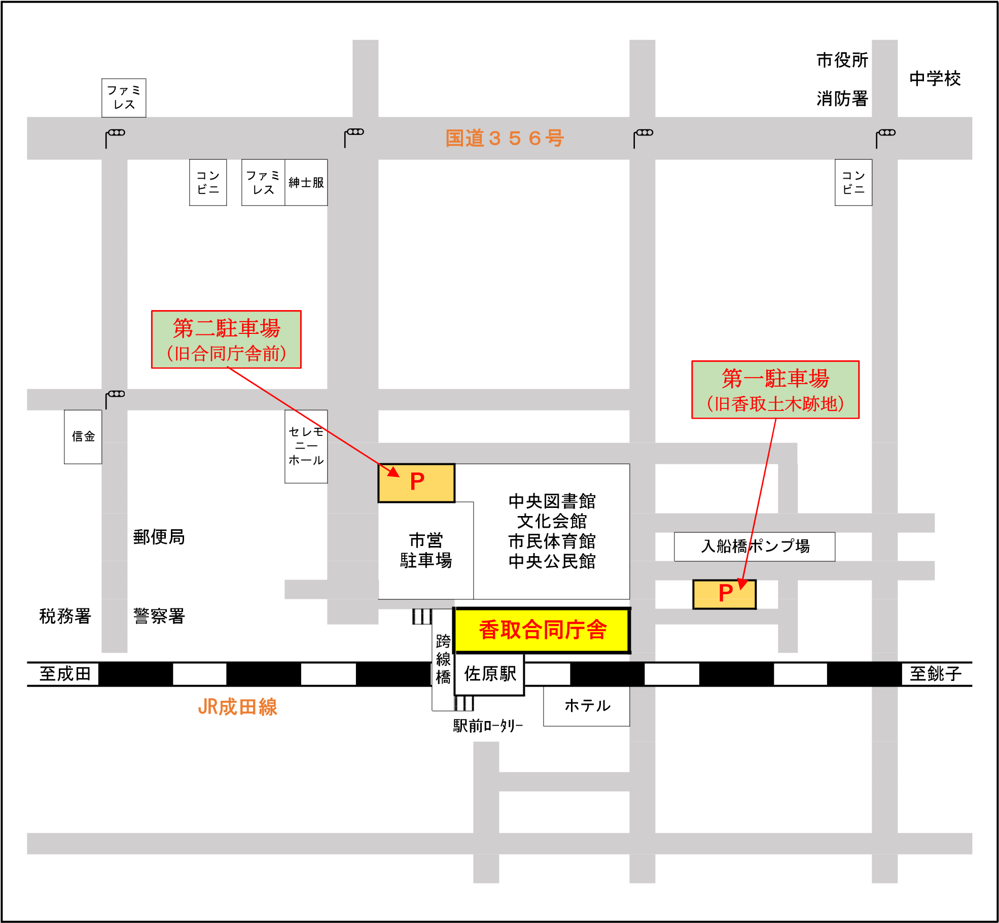 市役所
中学校
消防署
ファミ
レス
国道３５６号
コン
ビニ
ファミ
レス
紳士服
コン
ビニ
第二駐車場
（旧合同庁舎前）
第一駐車場
（旧香取土木跡地）
信金
セレモ
ニー
ホール
P
中央図書館
文化会館
市民体育館
中央公民館
郵便局
市営
駐車場
入船橋ポンプ場
P
税務署
警察署
香取合同庁舎
跨線橋
至成田
佐原駅
至銚子
JR成田線
ホテル
駅前ﾛｰﾀﾘｰ